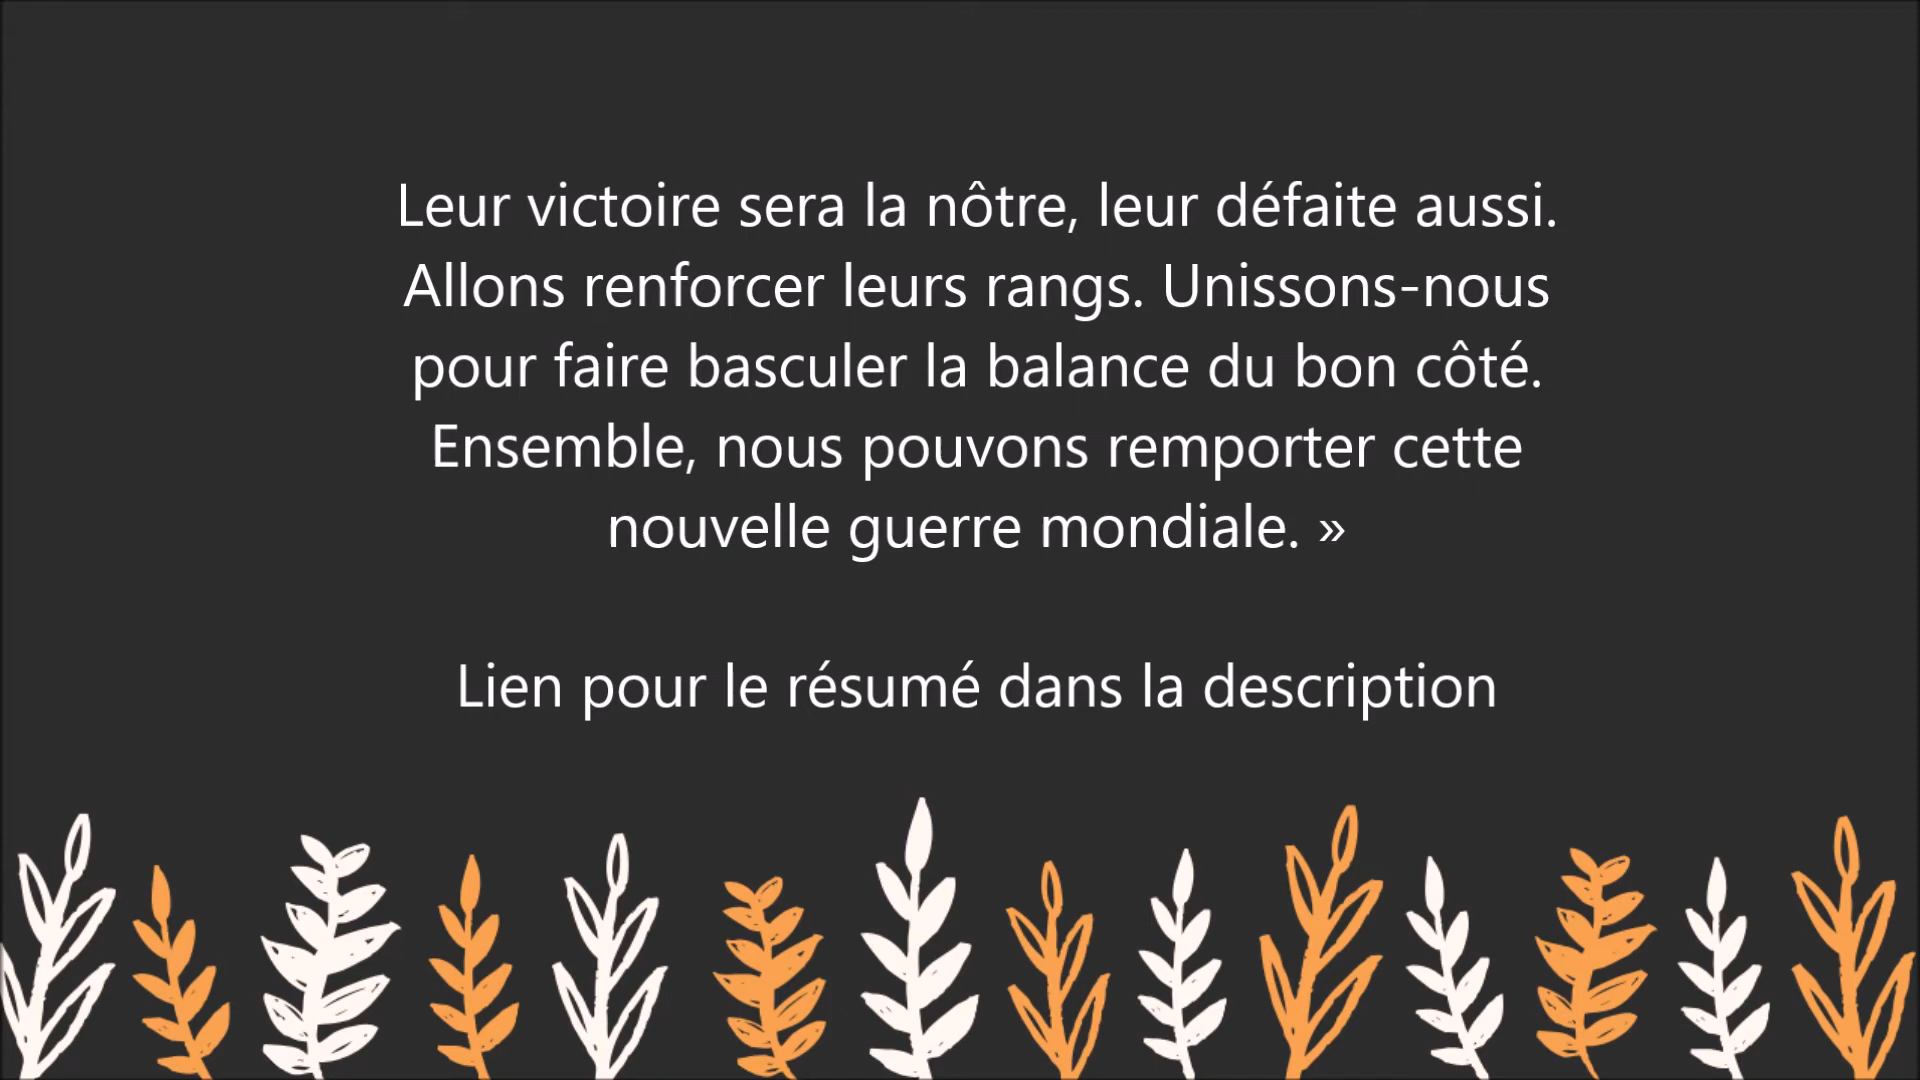 Leur victoire sera la nôtre, leur défaite aussi.
Allons renforcer leurs rangs. Unissons-nous
pour faire basculer la balance du bon côté.
Ensemble, nous pouvons remporter cette
nouvelle guerre mondiale. »
Lien pour le résumé dans la description